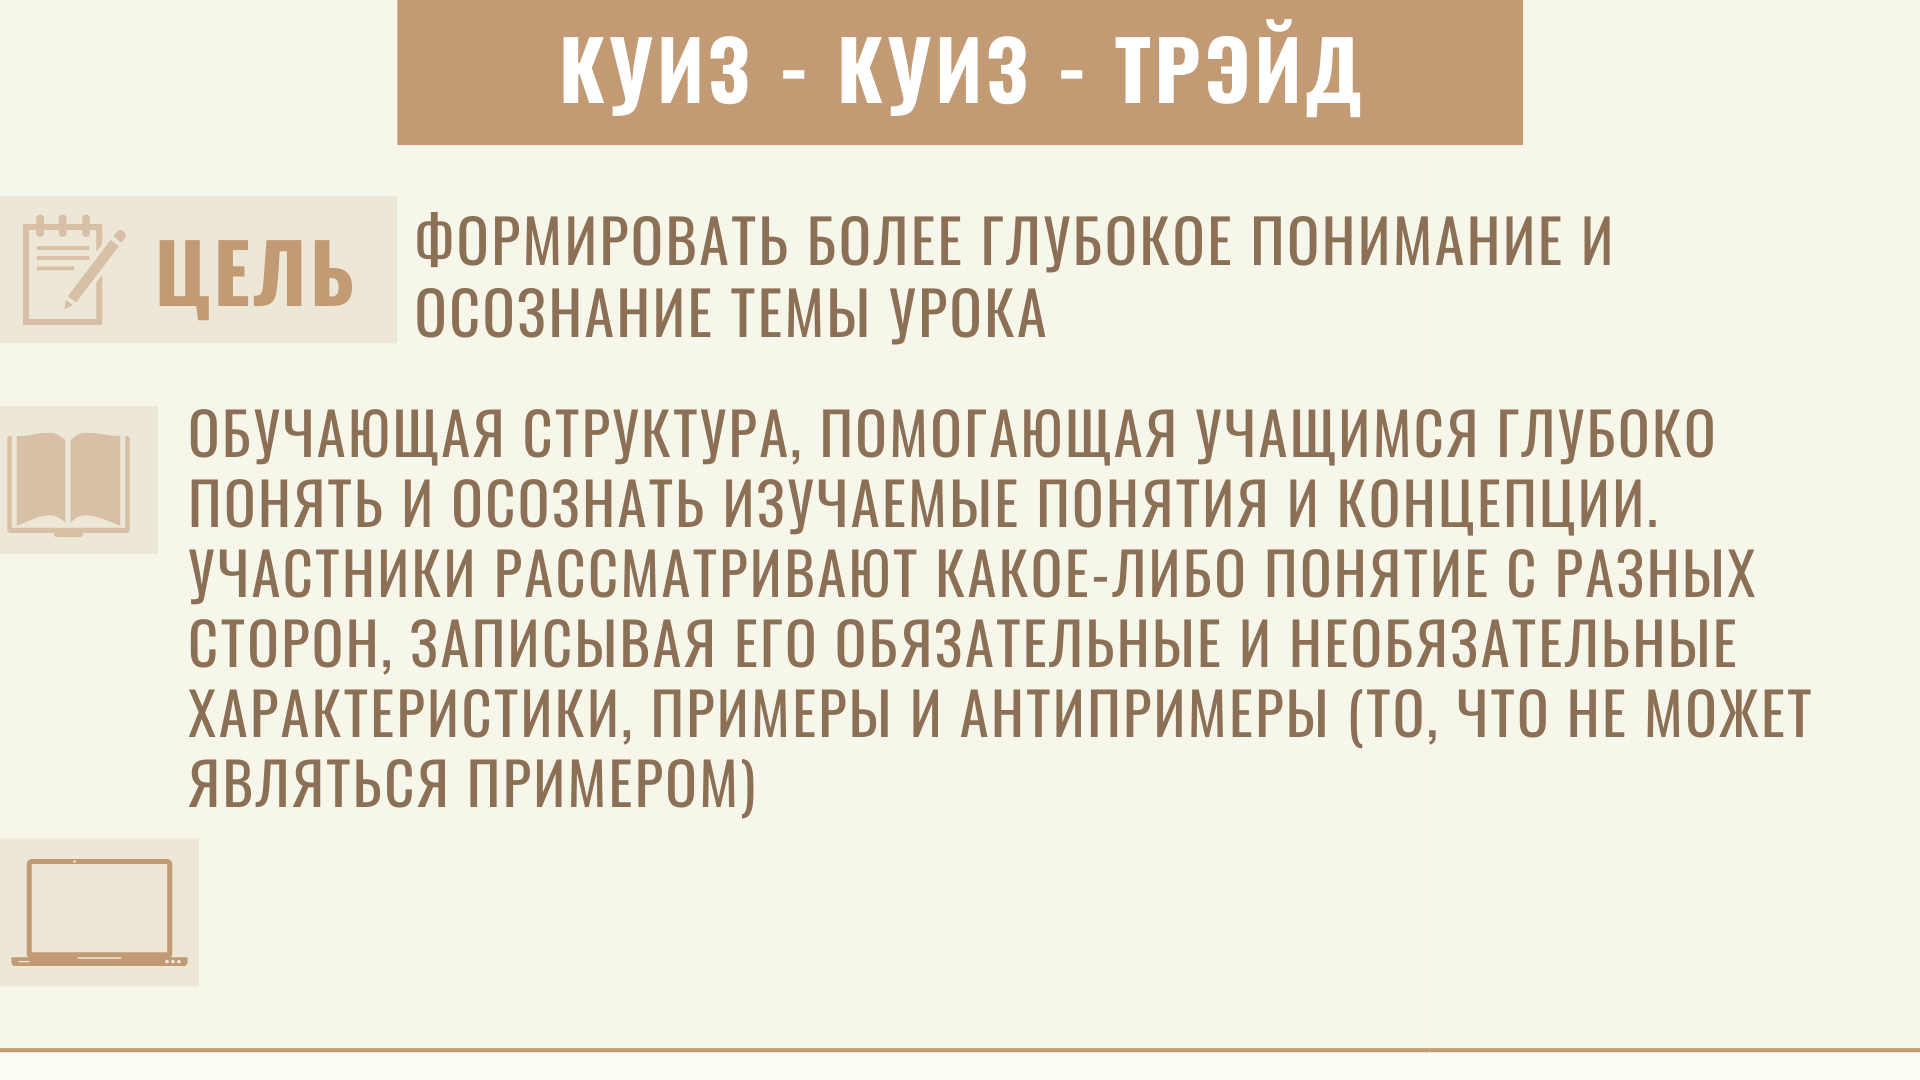 КУИЗ - КУИЗ - ТРЭЙД
ЦЕЛЬ
ФОРМИРОВАТЬ БОЛЕЕ ГЛУБОКОЕ ПОНИМАНИЕ И
ОСОЗНАНИЕ ТЕМЫ УРОКА
ОБУЧАЮЩАЯ СТРУКТУРА, ПОМОГАЮЩАЯ УЧАЩИМСЯ ГЛУБОКО
ПОНЯТЬ И ОСОЗНАТЬ ИЗУЧАЕМЫЕ ПОНЯТИЯ И КОНЦЕПЦИИ.
УЧАСТНИКИ РАССМАТРИВАЮТ КАКОЕ-ЛИБО ПОНЯТИЕ С РАЗНЫХ
СТОРОН, ЗАПИСЫВАЯ ЕГО ОБЯЗАТЕЛЬНЫЕ И НЕОБЯЗАТЕЛЬНЫЕ
ХАРАКТЕРИСТИКИ, ПРИМЕРЫ И АНТИПРИМЕРЫ (ТО, ЧТО НЕ МОЖЕТ
ЯВЛЯТЬСЯ ПРИМЕРОМ)